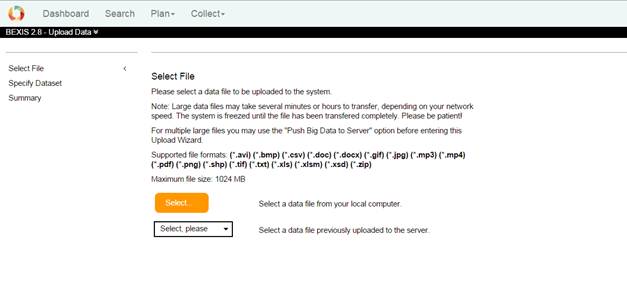 Dashboard Search Plan Collect
BEXIS 2.8 - Upload Data
Select File
Specify Dataset
Summary
Select File
Please select a data file to be uploaded to the system.
Note: Large data files may take several minutes or hours to transfer, depending on your network
speed. The system is freezed until the file has been transfered completely. Please be patient!
For multiple large files you may use the "Push Big Data to Server" option before entering this
Upload Wizard.
Supported file formats: (*.avi) (*.bmp) (*.csv) (*.doc) (*.docx) (*.gif) (*.jpg) (*.mp3) (*.mp4)
(*.pdf) (*.png) (*.shp) (*.tif) (*.txt) (*.xls) (*.xlsm) (*.xsd) (*.zip)
Maximum file size: 1024 MB
Select... Select a data file from your local computer.
Select, please Select a data file previously uploaded to the server.